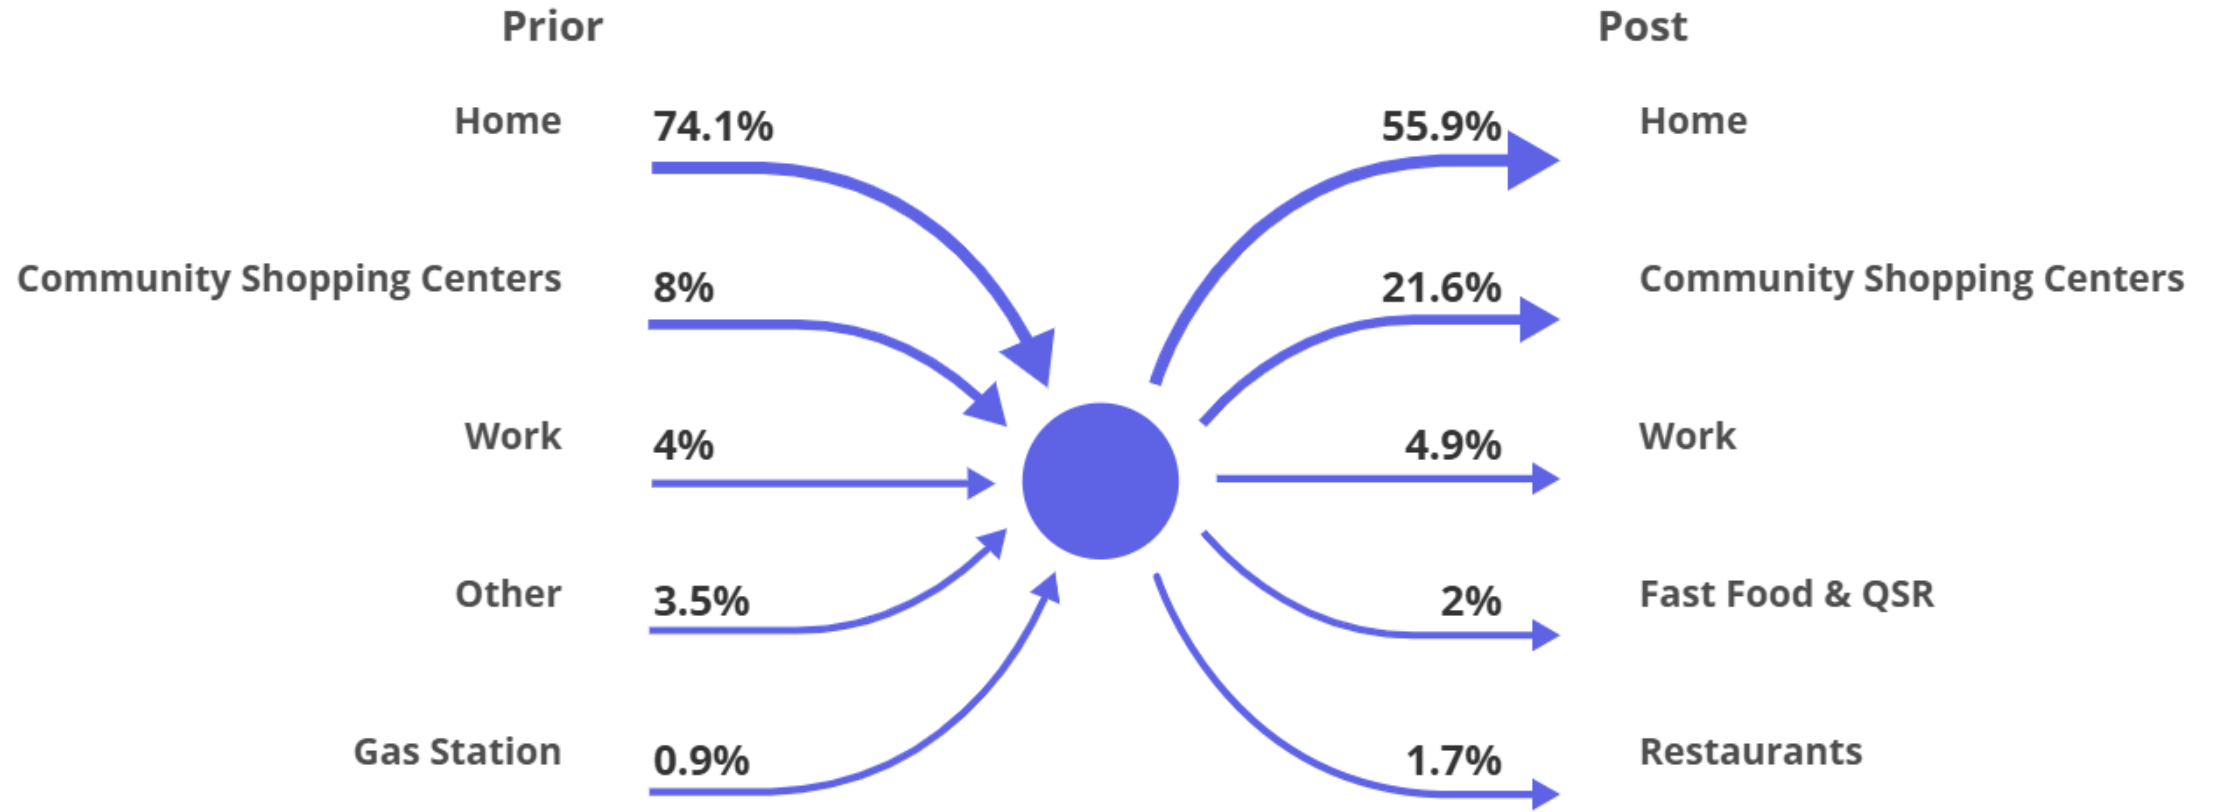 Prior
Post
Home 74.1%
55.9% Home
Community Shopping Centers 8%
21.6% Community Shopping Centers
Work 4%
4.9% Work
Other 3.5%
2% Fast Food & QSR
Gas Station 0.9%
1.7% Restaurants